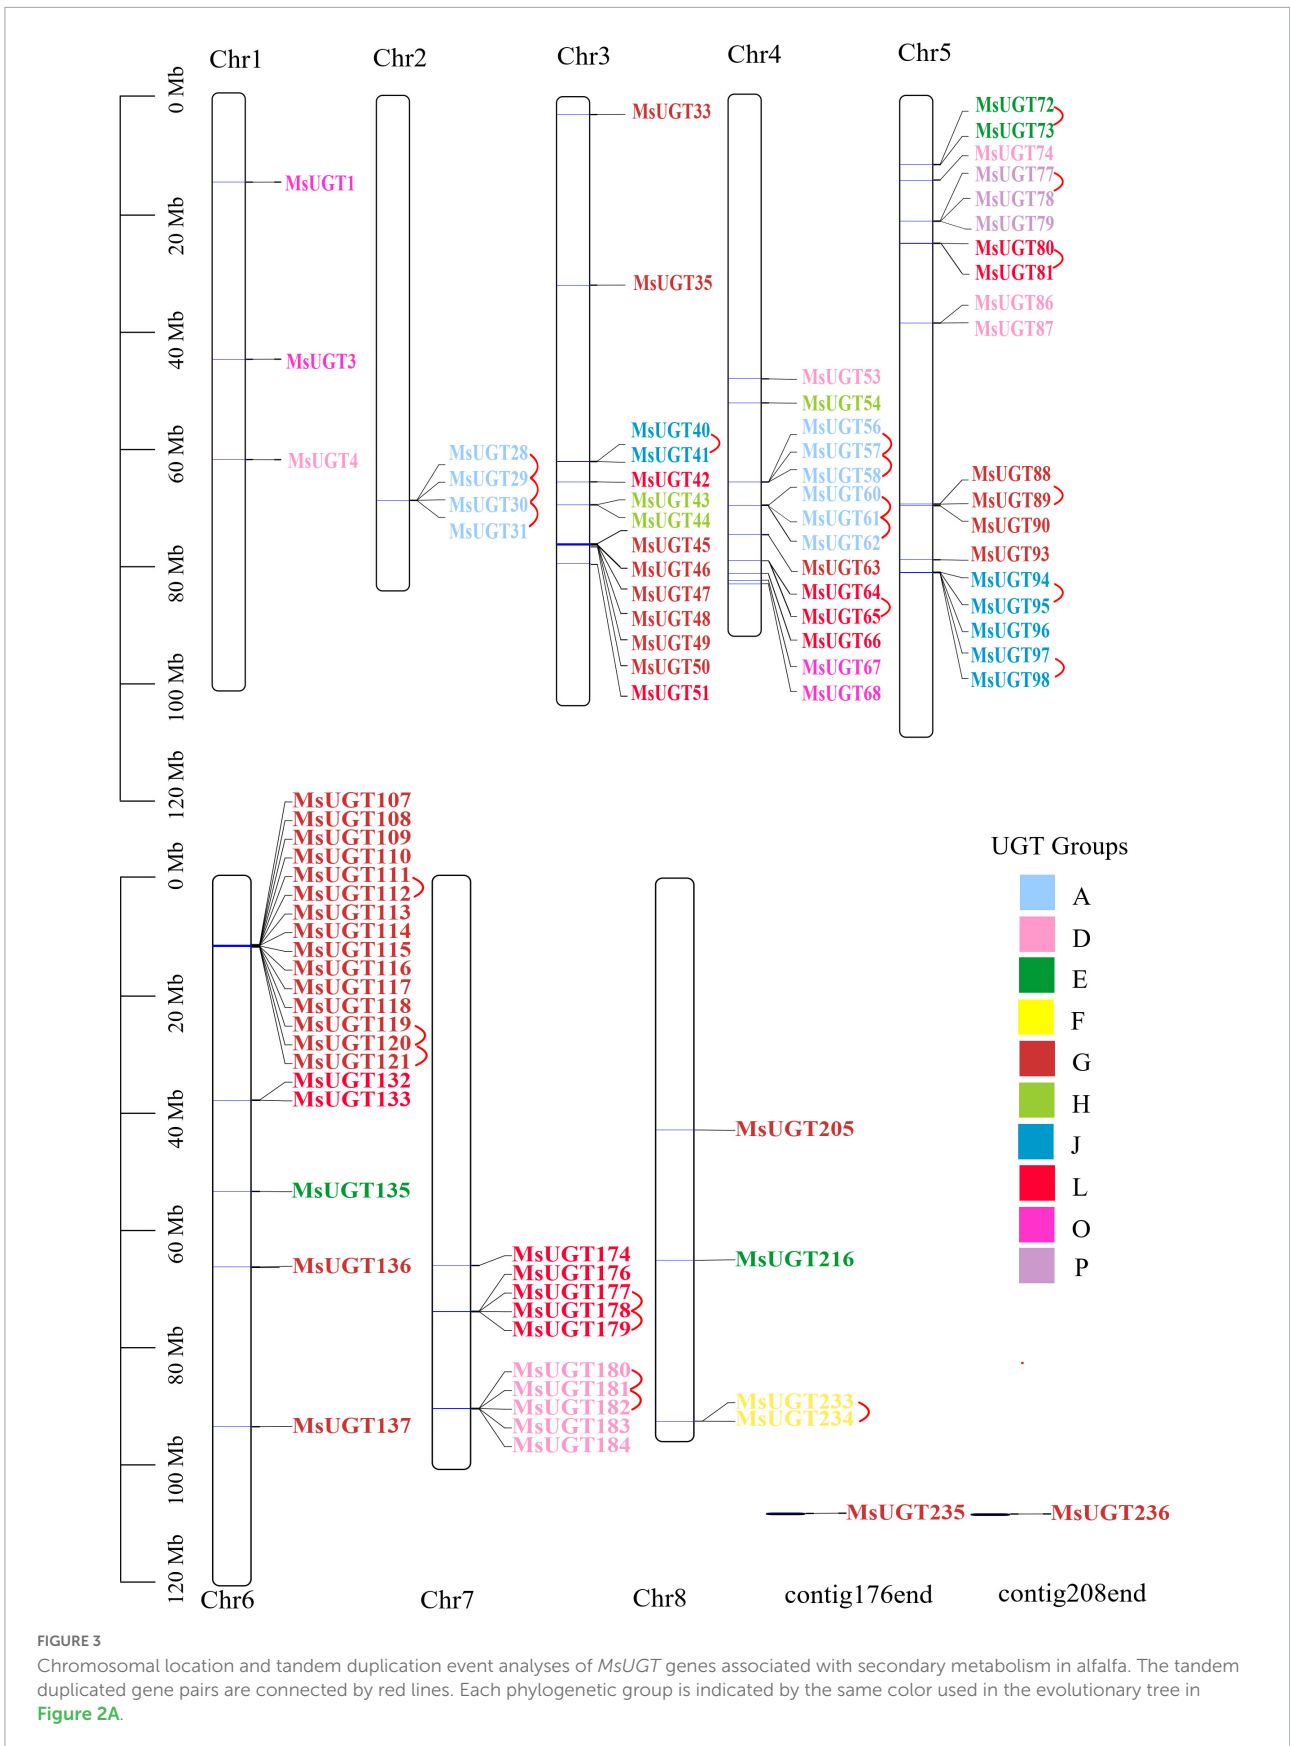 Chr1
Chr2
Chr3
Chr4
Chr5
0 Mb
20 Mb
40 Mb
60 Mb
80 Mb
100 Mb
120 Mb
MsUGT1
MsUGT3
MsUGT4
MsUGT28
MsUGT29
MsUGT30
MsUGT31
MsUGT33
MsUGT35
MsUGT40
MsUGT41
MsUGT42
MsUGT43
MsUGT44
MsUGT45
MsUGT46
MsUGT47
MsUGT48
MsUGT49
MsUGT50
MsUGT51
MsUGT53
MsUGT54
MsUGT56
MsUGT57
MsUGT58
MsUGT60
MsUGT61
MsUGT62
MsUGT63
MsUGT64
MsUGT65
MsUGT66
MsUGT67
MsUGT68
MsUGT72
MsUGT73
MsUGT74
MsUGT77
MsUGT78
MsUGT79
MsUGT80
MsUGT81
MsUGT86
MsUGT87
MsUGT88
MsUGT89
MsUGT90
MsUGT93
MsUGT94
MsUGT95
MsUGT96
MsUGT97
MsUGT98
0 Mb
20 Mb
40 Mb
60 Mb
80 Mb
100 Mb
120 Mb
MsUGT107
MsUGT108
MsUGT109
MsUGT110
MsUGT111
MsUGT112
MsUGT113
MsUGT114
MsUGT115
MsUGT116
MsUGT117
MsUGT118
MsUGT119
MsUGT120
MsUGT121
MsUGT132
MsUGT133
MsUGT135
MsUGT136
MsUGT137
MsUGT174
MsUGT176
MsUGT177
MsUGT178
MsUGT179
MsUGT180
MsUGT181
MsUGT182
MsUGT183
MsUGT184
MsUGT205
MsUGT216
MsUGT233
MsUGT234
UGT Groups
A
D
E
F
G
H
J
L
O
P
MsUGT235
MsUGT236
Chr6
Chr7
Chr8
contig176end
contig208end
FIGURE 3
Chromosomal location and tandem duplication event analyses of MsUGT genes associated with secondary metabolism in alfalfa. The tandem
duplicated gene pairs are connected by red lines. Each phylogenetic group is indicated by the same color used in the evolutionary tree in
Figure 2A.